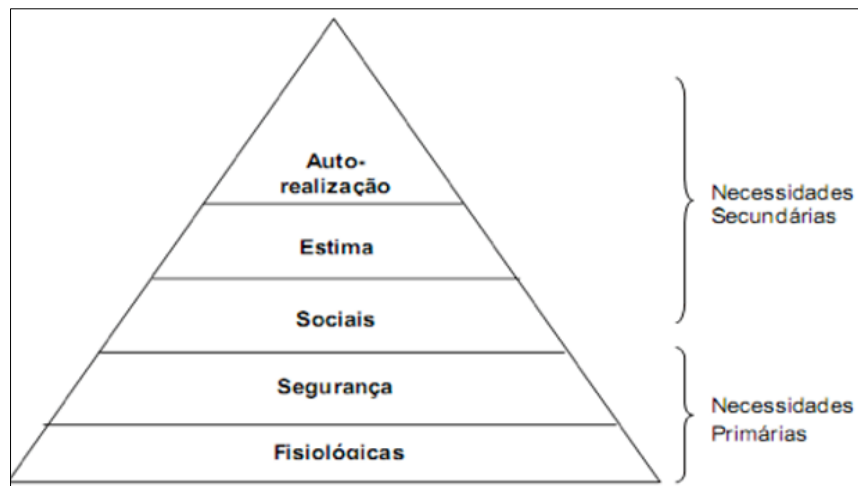 Auto-
realização
Estima
Sociais
Segurança
Fisiológicas
Necessidades
Secundárias
Necessidades
Primárias